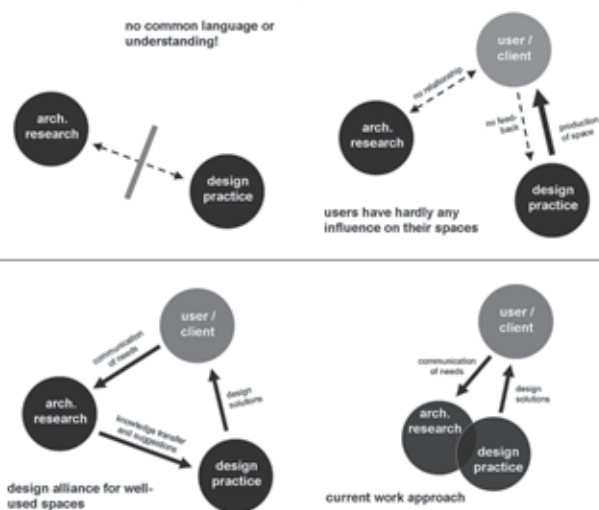 no common language or
understanding!
arch.
research
design
practice
user /
client
no relationship
arch.
research
no feed-
back
production
of space
design
practice
users have hardly any
influence on their spaces
user /
client
communication
of needs
arch.
research
design
solutions
knowledge transfer
and suggestions
design
practice
design alliance for well-
used spaces
user /
client
communication
of needs
design
solutions
arch.
research
design
practice
current work approach